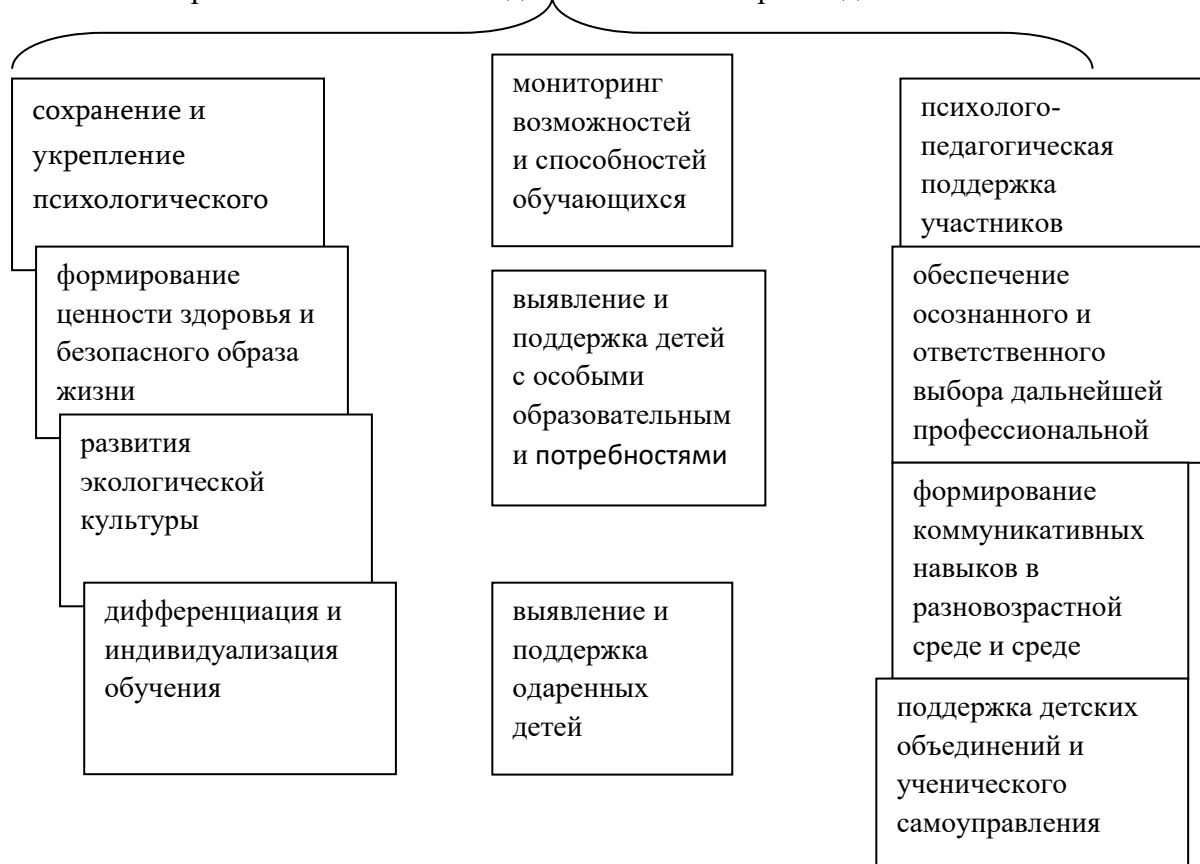 сохранение и
укрепление
психологического
формирование
ценности здоровья и
безопасного образа
жизни
развития
экологической
культуры
дифференциация и
индивидуализация
обучения
мониторинг
возможностей
и способностей
обучающихся
выявление и
поддержка детей
с особыми
образовательным
и потребностями
выявление и
поддержка
одаренных
детей
психолого-
педагогическая
поддержка
участников
обеспечение
осознанного и
ответственного
выбора дальнейшей
профессиональной
формирование
коммуникативных
навыков в
разновозрастной
среде и среде
поддержка детских
объединений и
ученического
самоуправления